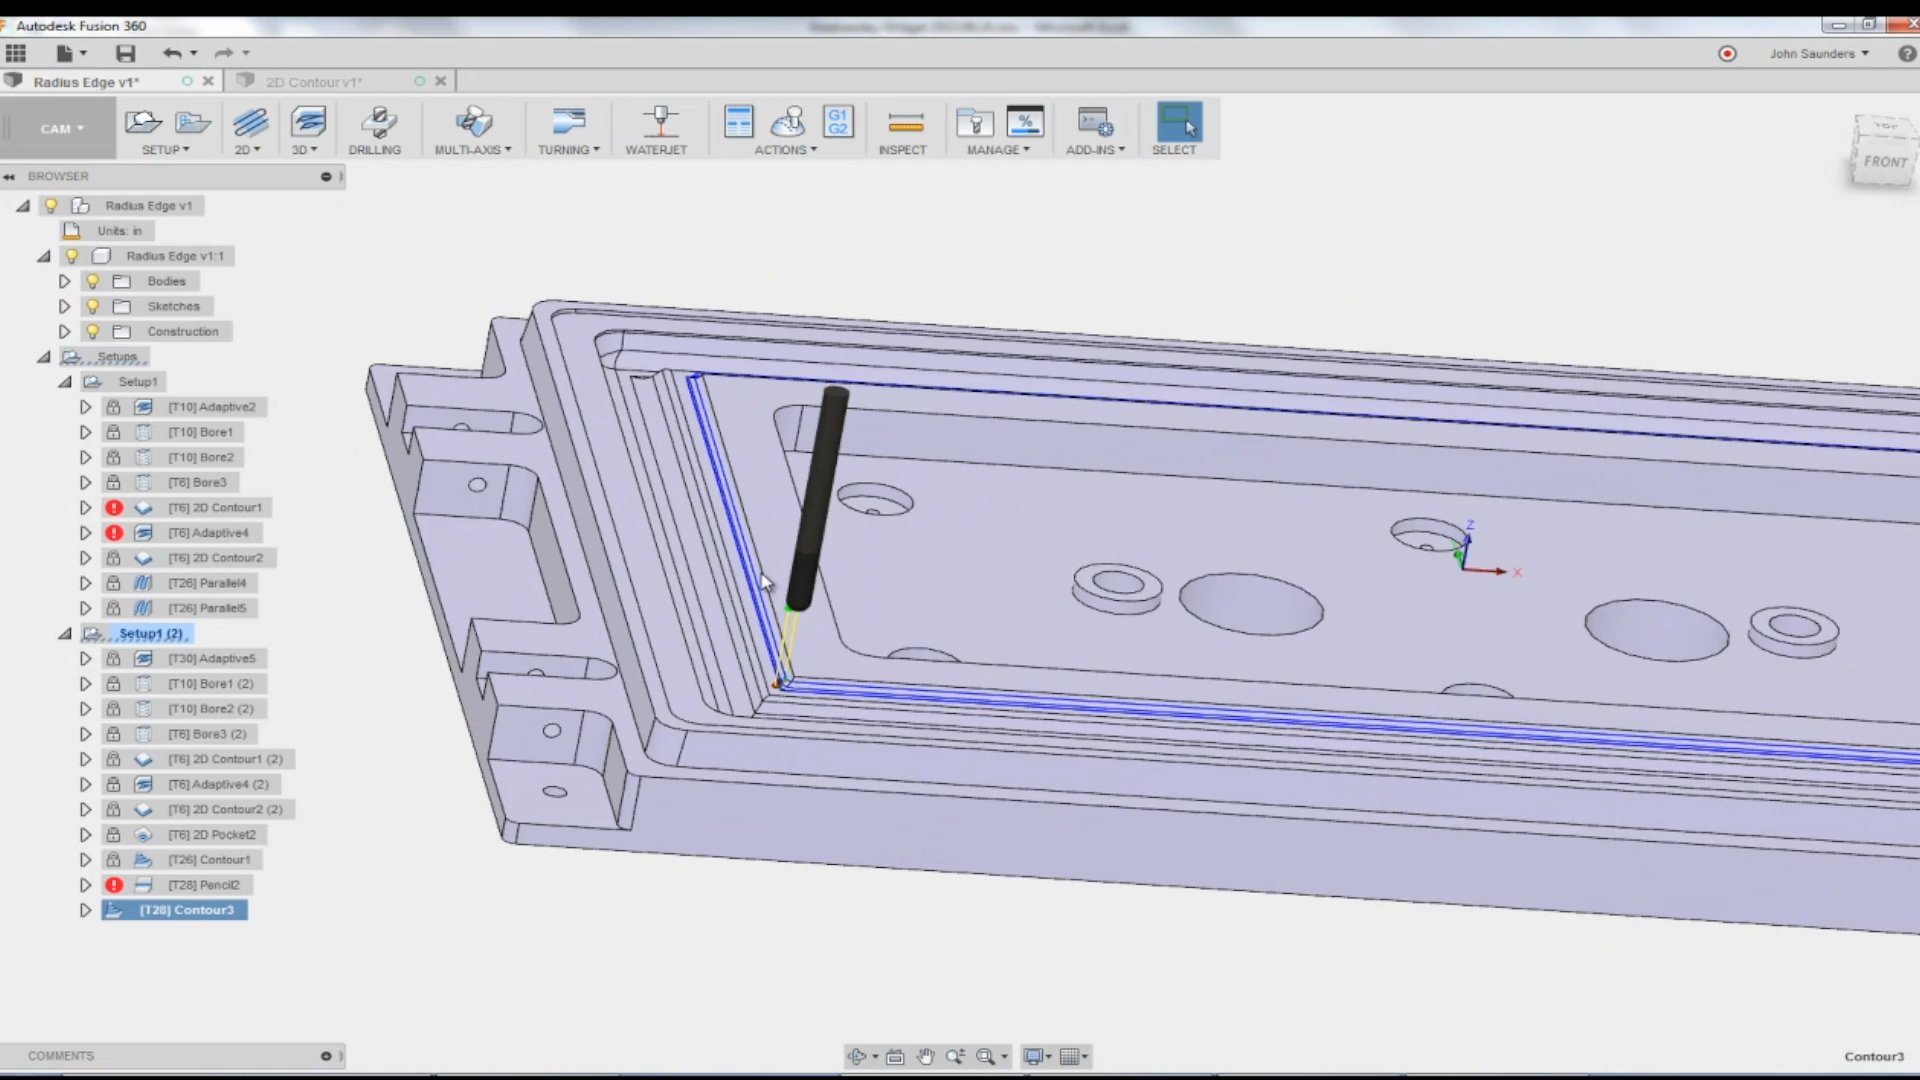 Autodesk Fusion 360
John Saunders
Radius Edge v1*
2D Contour v1*
CAM
SETUP
2D
3D
DRILLING
MULTI-AXIS
TURNING
WATERJET
G1
G2
ACTIONS
INSPECT
%
MANAGE
ADD-INS
SELECT
TOP
FRONT
BROWSER
Radius Edge v1
Units: in
Radius Edge v1:1
Bodies
Sketches
Construction
Setups
Setup1
[T10] Adaptive2
[T10] Bore1
[T10] Bore2
[T6] Bore3
[T6] 2D Contour1
[T6] Adaptive4
[T6] 2D Contour2
[T26] Parallel4
[T26] Parallel5
Setup1 (2)
[T30] Adaptive5
[T10] Bore1 (2)
[T10] Bore2 (2)
[T6] Bore3 (2)
[T6] 2D Contour1 (2)
[T6] Adaptive4 (2)
[T6] 2D Contour2 (2)
[T6] 2D Pocket2
[T26] Contour1
[T28] Pencil2
[T28] Contour3
Z
X
COMMENTS
Contour3